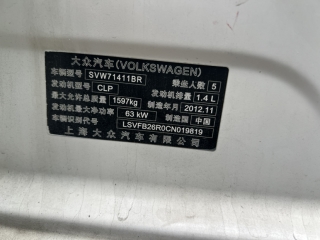 大众汽车(VOLKSWAGEN)
车辆型号 SVW71411BR 乘坐人数 5
发动机型号 CLP 发动机排量 1.4 L
最大允许总质量 1597kg 制造年月 2012.11
发动机最大净功率 63 kW 制造国 中国
车辆识别代号 LSVFB26R0CN019819
上海大众汽车有限公司